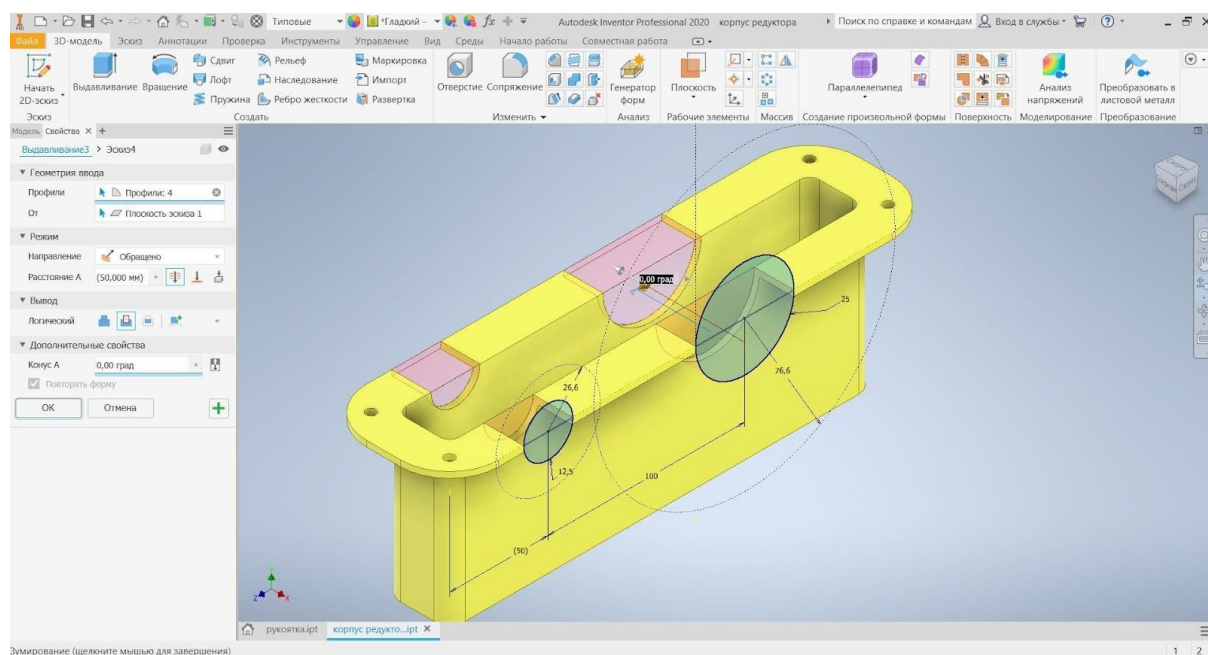 PRO
Типовые
*Гладкий –
fx
Autodesk Inventor Professional 2020 корпус редуктора
Поиск по справке и командам
Вход в службы
Файл 3D-модель Эскиз Аннотации Проверка Инструменты Управление Вид Среды Начало работы Совместная работа
Начать 2D-эскиз
Выдавливание
Вращение
Сдвиг
Лофт
Пружина
Рельеф
Наследование
Ребро жесткости
Маркировка
Импорт
Развертка
Отверстие
Сопряжение
Генератор форм
Плоскость
Параллелепипед
Анализ напряжений
Преобразовать в листовой металл
Эскиз Создать Изменить Анализ Рабочие элементы Массив Создание произвольной формы Поверхность Моделирование Преобразование
Модель Свойства × +
Выдавливание3 > Эскиз4
Геометрия ввода
Профили Профили: 4
От Плоскость эскиза 1
Режим
Направление Обращено
Расстояние A (50,000 мм)
Вывод
Логический
Дополнительные свойства
Конус A 0,00 град
Повторять форму
ОК Отмена
0,00 град
25
76,6
26,6
12,5
100
(50)
Y
Z
X
рукоятка.ipt корпус редукто...ipt ×
Зумирование (щелкните мышью для завершения)
1 2